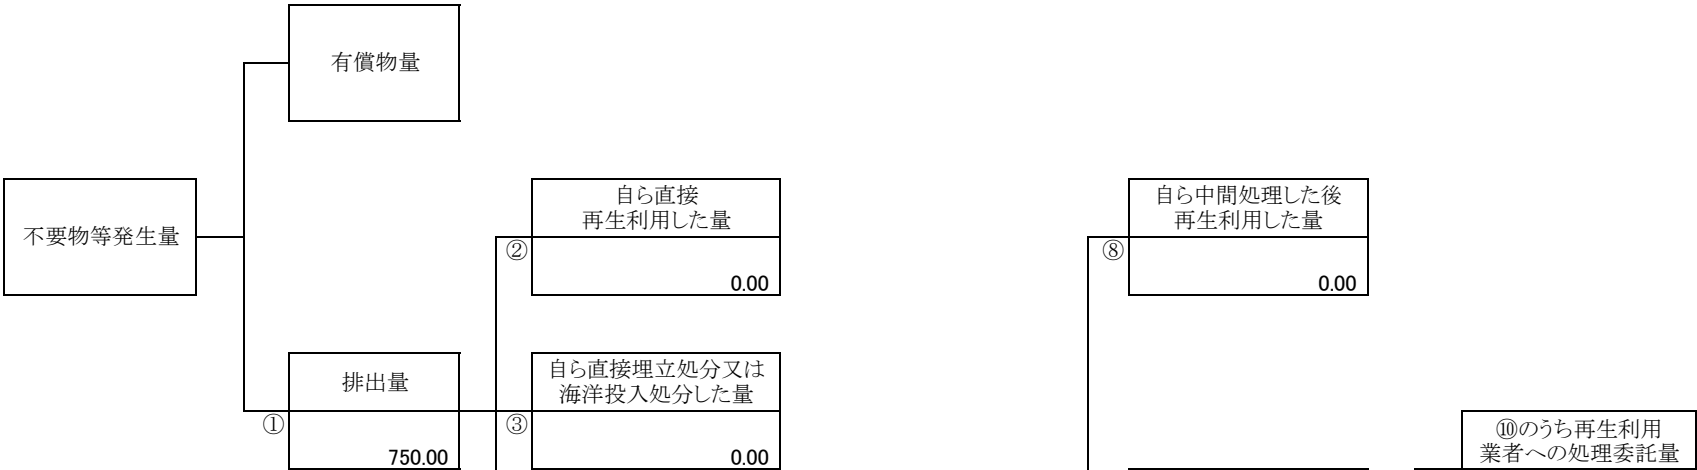 有償物量
不要物等発生量
自ら直接
再生利用した量
②
0.00
自ら中間処理した後
再生利用した量
⑧
0.00
排出量
①
750.00
自ら直接埋立処分又は
海洋投入処分した量
③
0.00
⑩のうち再生利用
業者への処理委託量